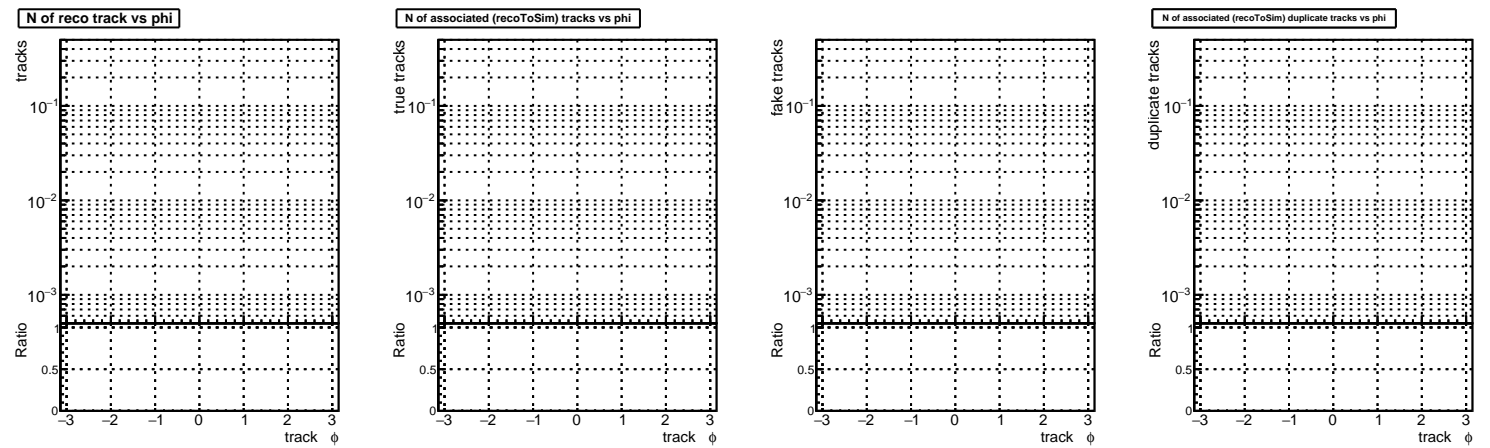 N of reco track vs phi
tracks
10⁻¹
10⁻²
10⁻³
Ratio
1
0.5
0
−3 −2 −1 0 1 2 3
track ϕ
N of associated (recoToSim) tracks vs phi
true tracks
10⁻¹
10⁻²
10⁻³
Ratio
1
0.5
0
−3 −2 −1 0 1 2 3
track ϕ
fake tracks
10⁻¹
10⁻²
10⁻³
Ratio
1
0.5
0
−3 −2 −1 0 1 2 3
track ϕ
N of associated (recoToSim) duplicate tracks vs phi
duplicate tracks
10⁻¹
10⁻²
10⁻³
Ratio
1
0.5
0
−3 −2 −1 0 1 2 3
track ϕ